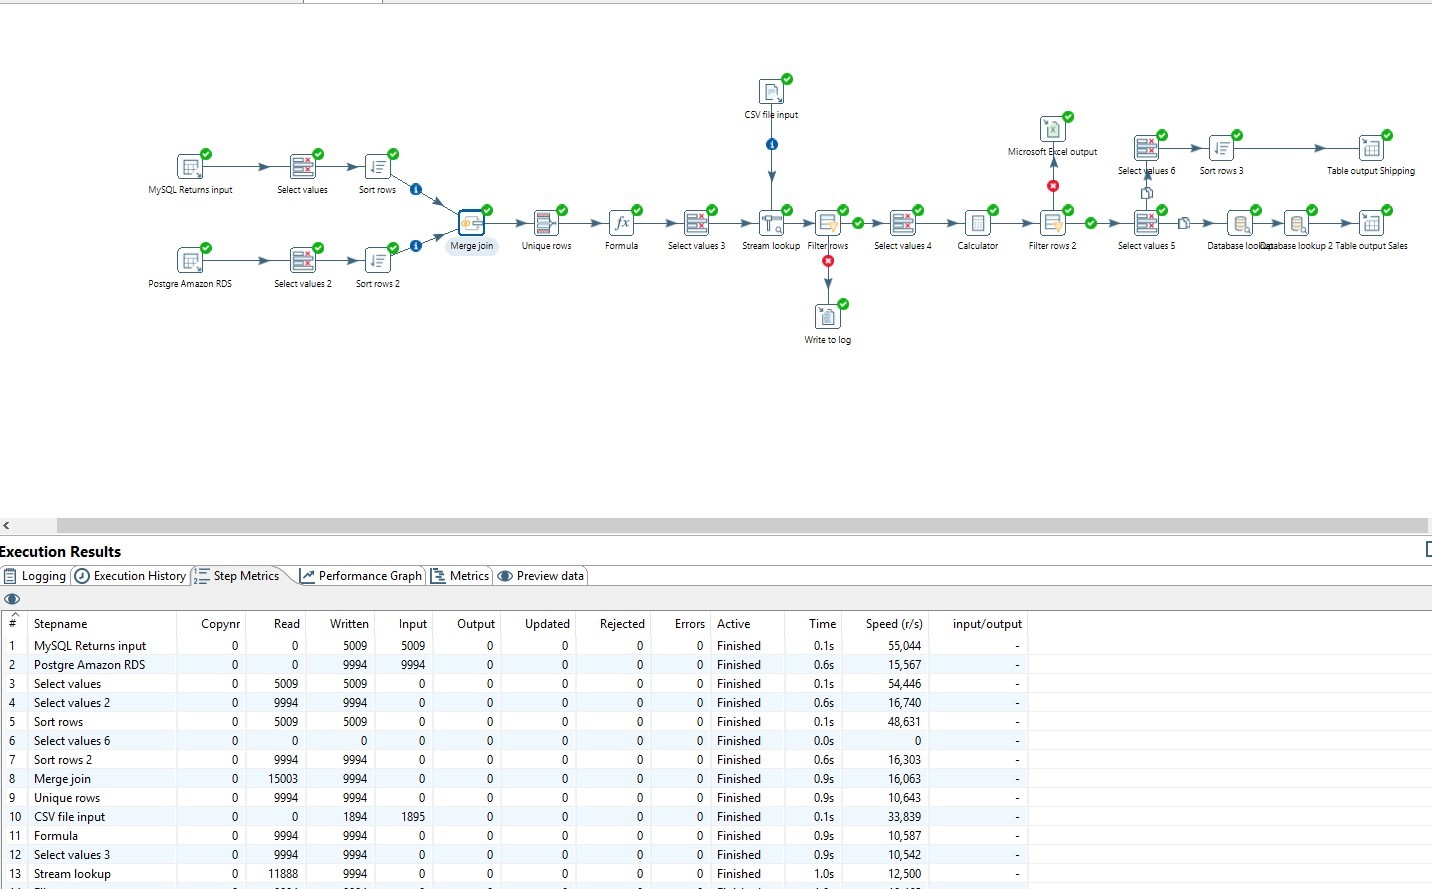 CSV file input
Microsoft Excel output
MySQL Returns input
Select values
Sort rows
Select values 6
Sort rows 3
Table output Shipping
Merge join
Unique rows
Formula
Select values 3
Stream lookup
Filter rows
Select values 4
Calculator
Filter rows 2
Select values 5
Database lookup
Database lookup 2
Table output Sales
Postgre Amazon RDS
Select values 2
Sort rows 2
Write to log
Execution Results
Logging Execution History Step Metrics Performance Graph Metrics Preview data
# Stepname Copynr Read Written Input Output Updated Rejected Errors Active Time Speed (r/s) input/output
1 MySQL Returns input 0 0 5009 5009 0 0 0 0 Finished 0.1s 55,044 -
2 Postgre Amazon RDS 0 0 9994 9994 0 0 0 0 Finished 0.6s 15,567 -
3 Select values 0 5009 5009 0 0 0 0 0 Finished 0.1s 54,446 -
4 Select values 2 0 9994 9994 0 0 0 0 0 Finished 0.6s 16,740 -
5 Sort rows 0 5009 5009 0 0 0 0 0 Finished 0.1s 48,631 -
6 Select values 6 0 0 0 0 0 0 0 0 Finished 0.0s 0 -
7 Sort rows 2 0 9994 9994 0 0 0 0 0 Finished 0.6s 16,303 -
8 Merge join 0 15003 9994 0 0 0 0 0 Finished 0.9s 16,063 -
9 Unique rows 0 9994 9994 0 0 0 0 0 Finished 0.9s 10,643 -
10 CSV file input 0 0 1894 1895 0 0 0 0 Finished 0.1s 33,839 -
11 Formula 0 9994 9994 0 0 0 0 0 Finished 0.9s 10,587 -
12 Select values 3 0 9994 9994 0 0 0 0 0 Finished 0.9s 10,542 -
13 Stream lookup 0 11888 9994 0 0 0 0 0 Finished 1.0s 12,500 -